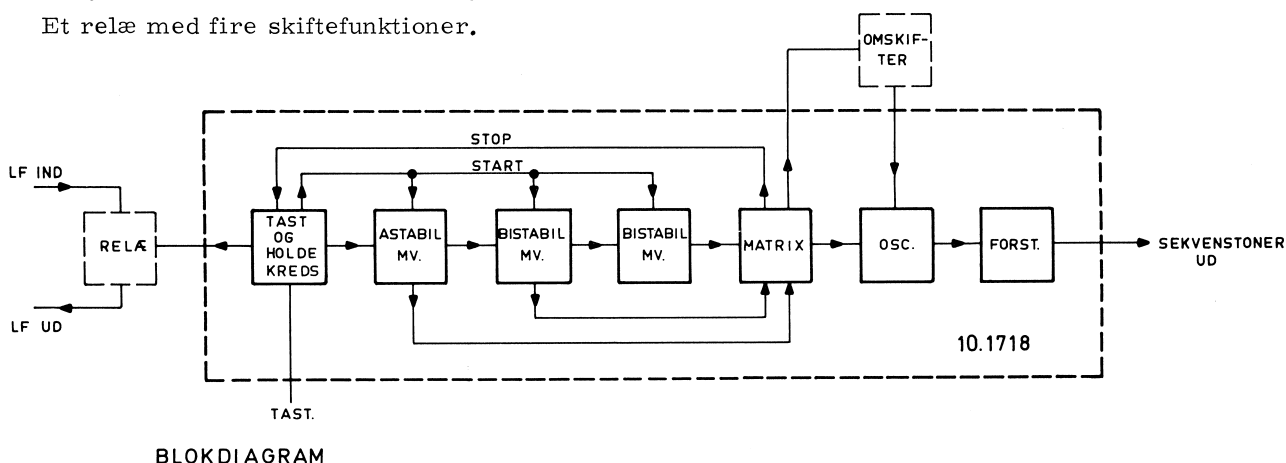 Et relæ med fire skiftefunktioner.
OMSKIF-
TER
STOP
START
LF IND
RELÆ
LF UD
TAST
OG
HOLDE
KREDS
ASTABIL
MV.
BISTABIL
MV.
BISTABIL
MV.
MATRIX
OSC.
FORST.
SEKVENSTONER
UD
10.1718
TAST.
BLOKDIAGRAM